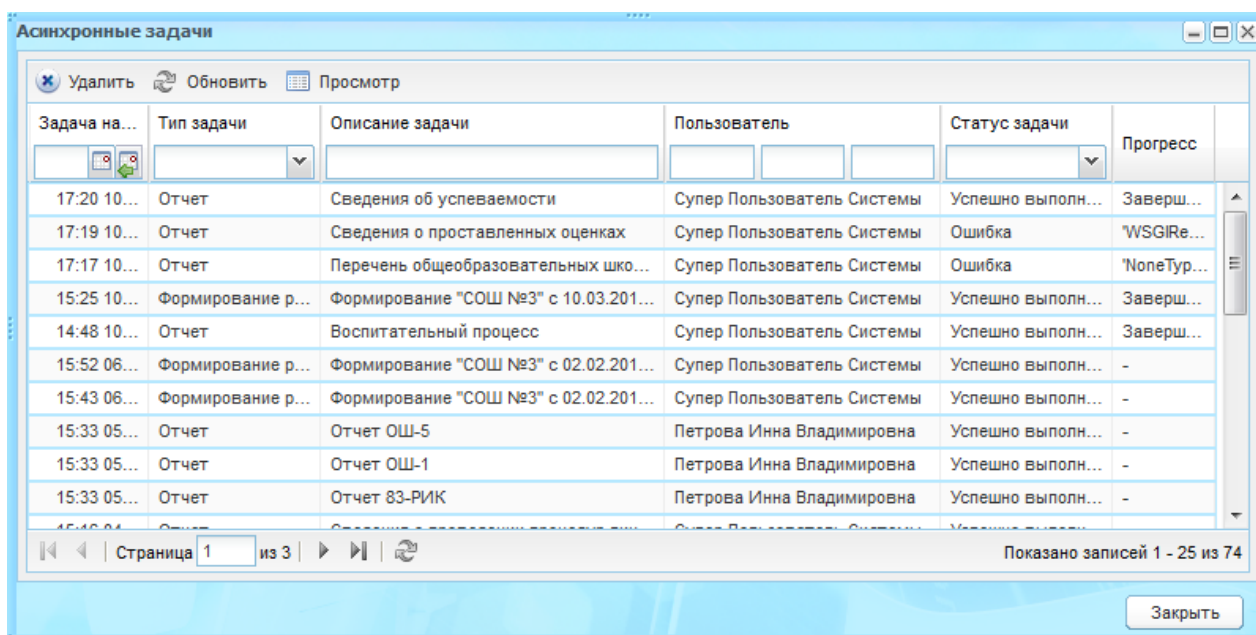 Асинхронные задачи
Удалить Обновить Просмотр
Задача на... Тип задачи Описание задачи Пользователь Статус задачи Прогресс
17:20 10... Отчет Сведения об успеваемости Супер Пользователь Системы Успешно выполн... Заверш...
17:19 10... Отчет Сведения о проставленных оценках Супер Пользователь Системы Ошибка 'WSGIRe...
17:17 10... Отчет Перечень общеобразовательных шко... Супер Пользователь Системы Ошибка 'NoneTyp...
15:25 10... Формирование р... Формирование "СОШ №3" с 10.03.201... Супер Пользователь Системы Успешно выполн... Заверш...
14:48 10... Отчет Воспитательный процесс Супер Пользователь Системы Успешно выполн... Заверш...
15:52 06... Формирование р... Формирование "СОШ №3" с 02.02.201... Супер Пользователь Системы Успешно выполн... -
15:43 06... Формирование р... Формирование "СОШ №3" с 02.02.201... Супер Пользователь Системы Успешно выполн... -
15:33 05... Отчет Отчет ОШ-5 Петрова Инна Владимировна Успешно выполн... -
15:33 05... Отчет Отчет ОШ-1 Петрова Инна Владимировна Успешно выполн... -
15:33 05... Отчет Отчет 83-РИК Петрова Инна Владимировна Успешно выполн... -
Страница 1 из 3 Показано записей 1 - 25 из 74
Закрыть